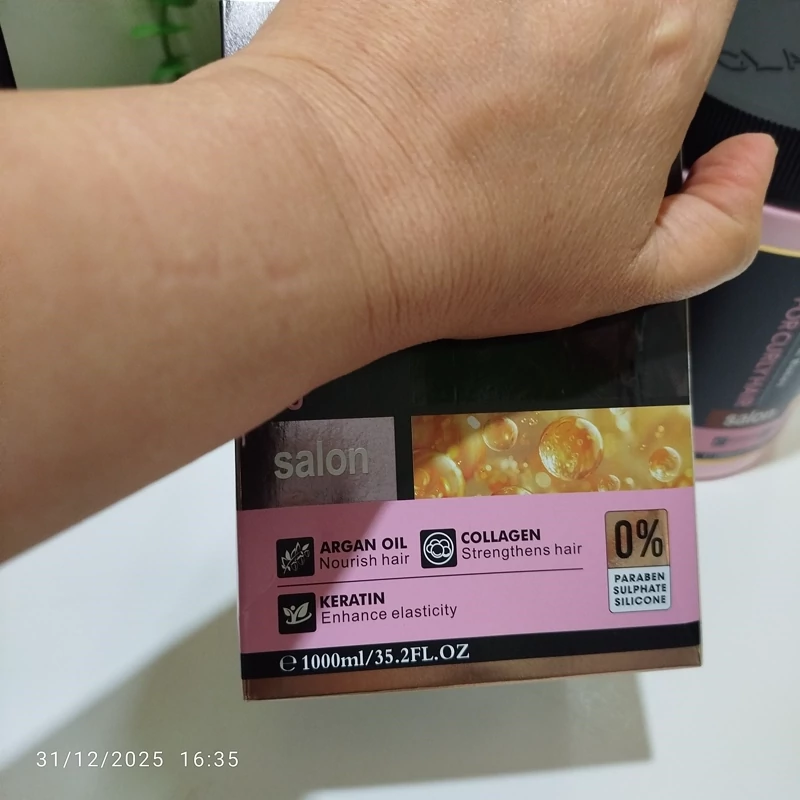 FOR CURLY HAIR
salon
salon
ARGAN OIL
Nourish hair
COLLAGEN
Strengthens hair
KERATIN
Enhance elasticity
0%
PARABEN
SULPHATE
SILICONE
℮ 1000ml/35.2FL.OZ
31/12/2025 16:35